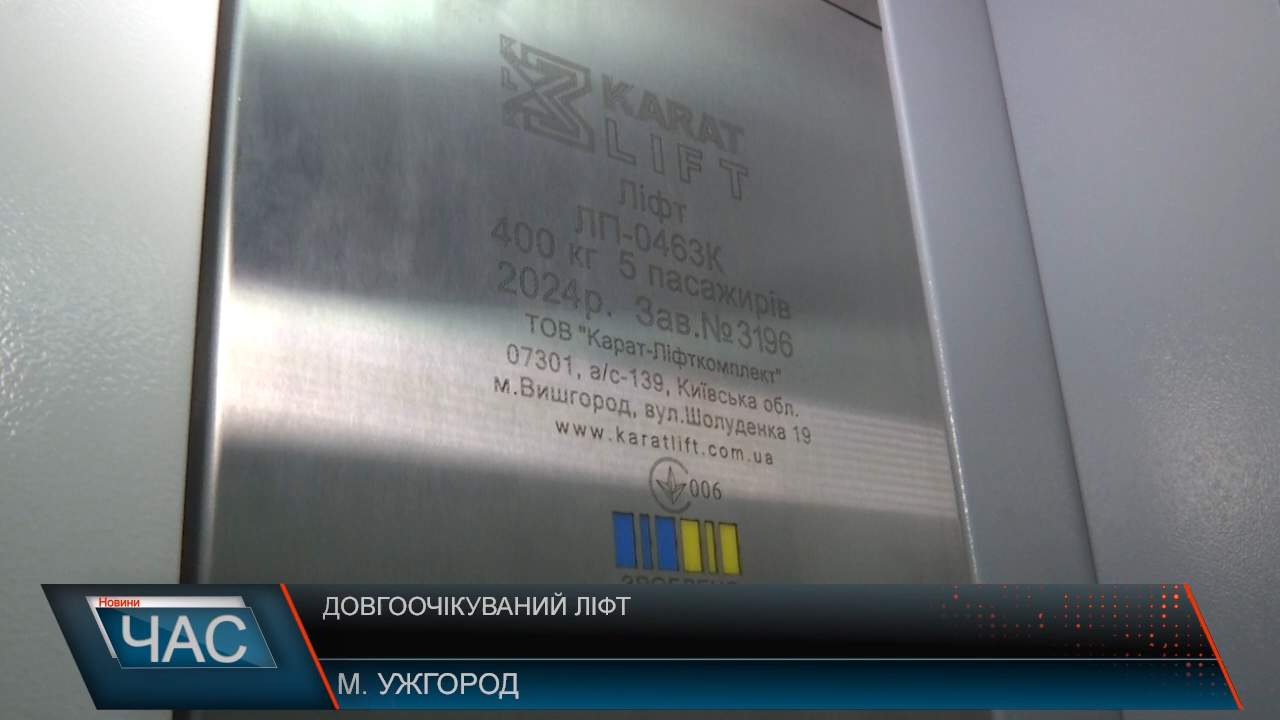 K
L
KARAT
LIFT
Ліфт
ЛП-0463К
400 кг 5 пасажирів
2024р. Зав.№3196
ТОВ "Карат-Ліфткомплект"
07301, а/с-139, Київська обл.
м.Вишгород, вул.Шолуденка 19
www.karatlift.com.ua
006
Новини
ЧАС
ДОВГООЧІКУВАНИЙ ЛІФТ
М. УЖГОРОД